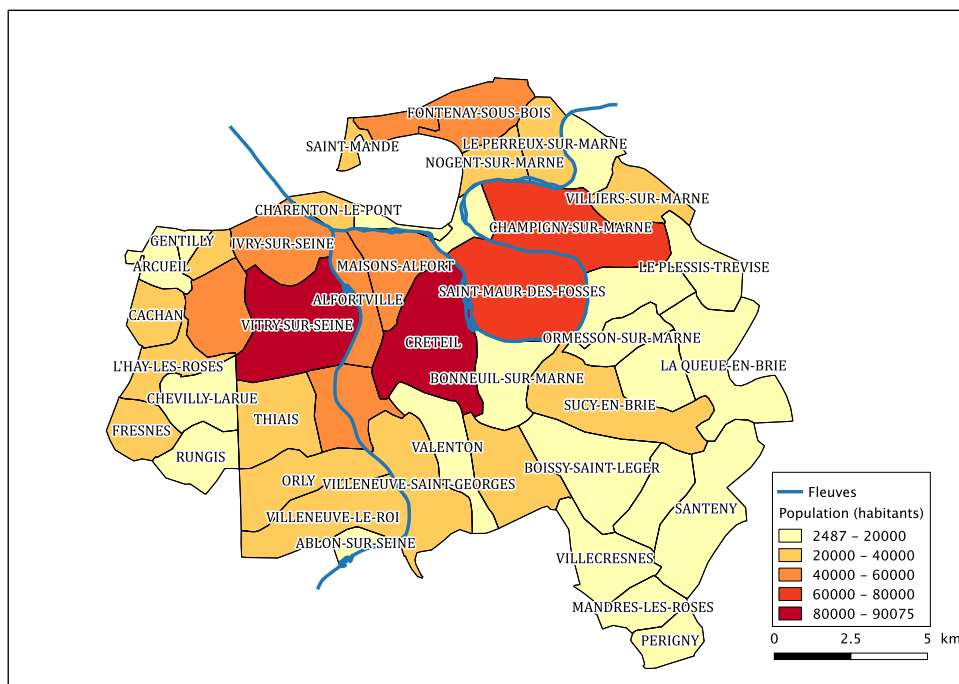 FONTENAY-SOUS-BOIS
SAINT-MANDE
LE PERREUX-SUR-MARNE
NOGENT-SUR-MARNE
VILLIERS-SUR-MARNE
CHARENTON-LE-PONT
CHAMPIGNY-SUR-MARNE
GENTILLY
IVRY-SUR-SEINE
ARCUEIL
MAISONS-ALFORT
LE PLESSIS-TREVISE
SAINT-MAUR-DES-FOSSES
ALFORTVILLE
CACHAN
VITRY-SUR-SEINE
CRETEIL
ORMESSON-SUR-MARNE
L'HAY-LES-ROSES
LA QUEUE-EN-BRIE
BONNEUIL-SUR-MARNE
CHEVILLY-LARUE
SUCY-EN-BRIE
THIAIS
FRESNES
VALENTON
RUNGIS
BOISSY-SAINT-LEGER
ORLY
VILLENEUVE-SAINT-GEORGES
SANTENY
VILLENEUVE-LE-ROI
ABLON-SUR-SEINE
VILLECRESNES
MANDRES-LES-ROSES
PERIGNY
Fleuves
Population (habitants)
2487 – 20000
20000 – 40000
40000 – 60000
60000 – 80000
80000 – 90075
0 2.5 5 km